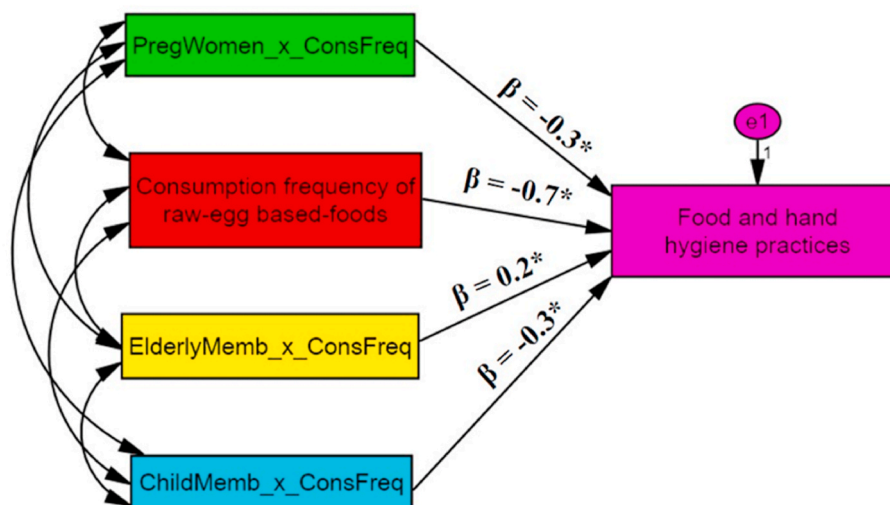 PregWomen_x_ConsFreq
β = -0.3*
e1
1
Consumption frequency of
raw-egg based-foods
β = -0.7*
Food and hand
hygiene practices
β = 0.2*
ElderlyMemb_x_ConsFreq
β = -0.3*
ChildMemb_x_ConsFreq